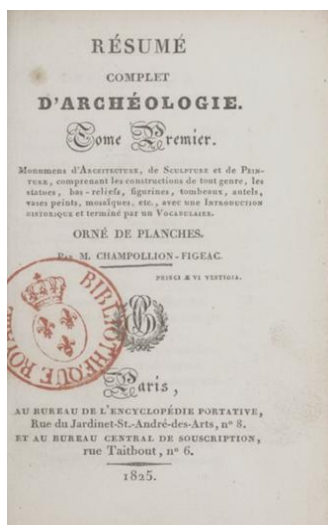 RÉSUMÉ
COMPLET
D'ARCHÉOLOGIE.
Tome Premier.
Monumens d'Architecture, de Sculpture et de Pein-
ture, comprenant les constructions de tout genre, les
statues, bas-reliefs, figurines, tombeaux, autels,
vases peints, mosaïques, etc., avec une Introduction
historique et terminé par un Vocabulaire.
ORNÉ DE PLANCHES.
Par M. CHAMPOLLION-FIGEAC.
VESTIGIA.
BIBLIOTHEQUE ROYALE
Paris,
AU BUREAU DE L'ENCYCLOPÉDIE PORTATIVE,
Rue du Jardinet-St.-André-des-Arts, nº 8.
ET AU BUREAU CENTRAL DE SOUSCRIPTION,
rue Taitbout, nº 6.
1825.